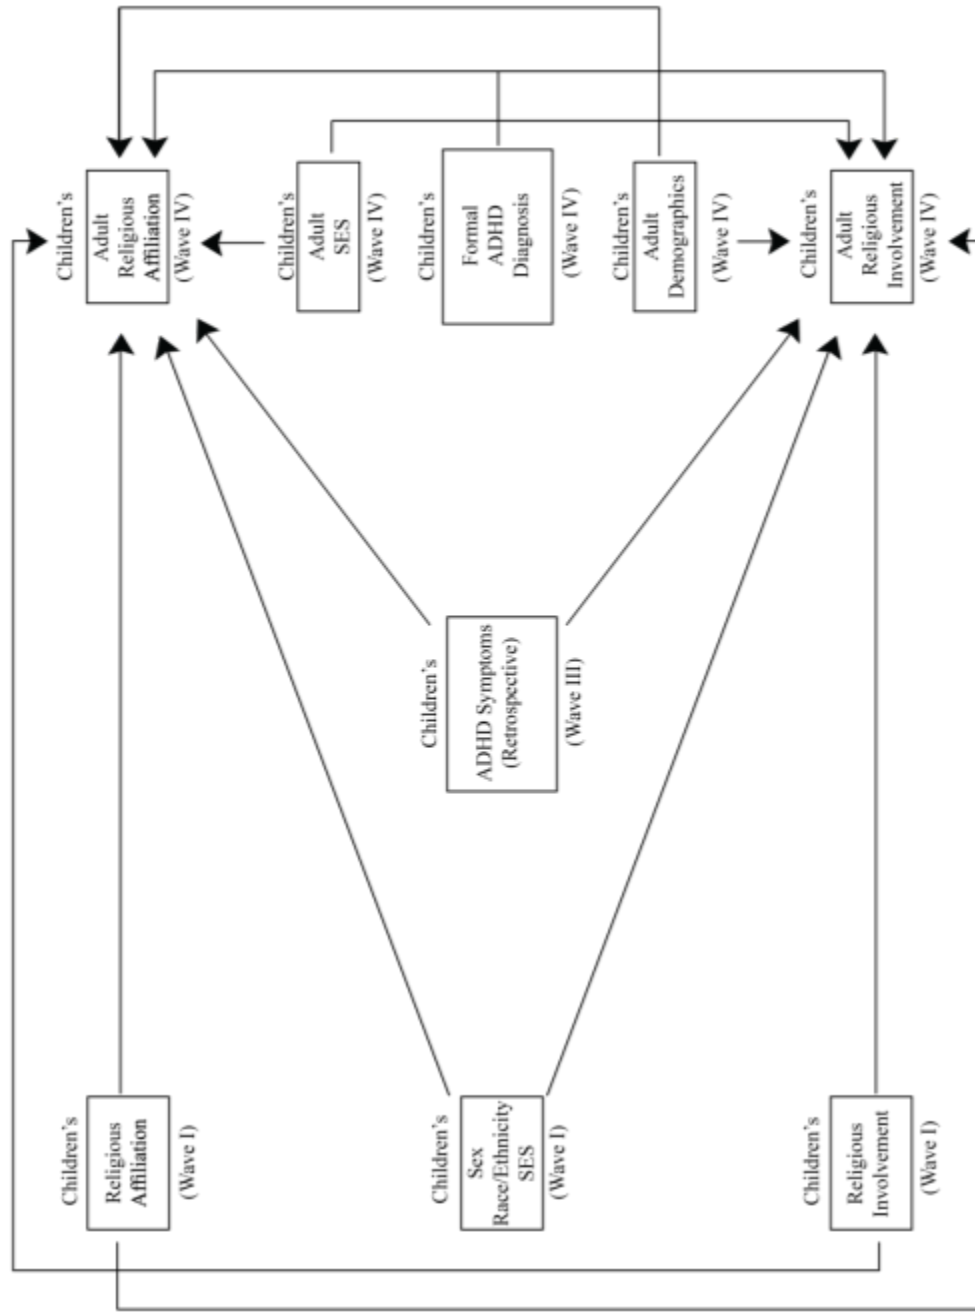 Children's
Religious
Affiliation
(Wave I)
Children's
Sex
Race/Ethnicity
SES
(Wave I)
Children's
Religious
Involvement
(Wave I)
Children's
ADHD Symptoms
(Retrospective)
(Wave III)
Children's
Adult
Religious
Affiliation
(Wave IV)
Children's
Adult
SES
(Wave IV)
Children's
Formal
ADHD
Diagnosis
(Wave IV)
Children's
Adult
Demographics
(Wave IV)
Children's
Adult
Religious
Involvement
(Wave IV)